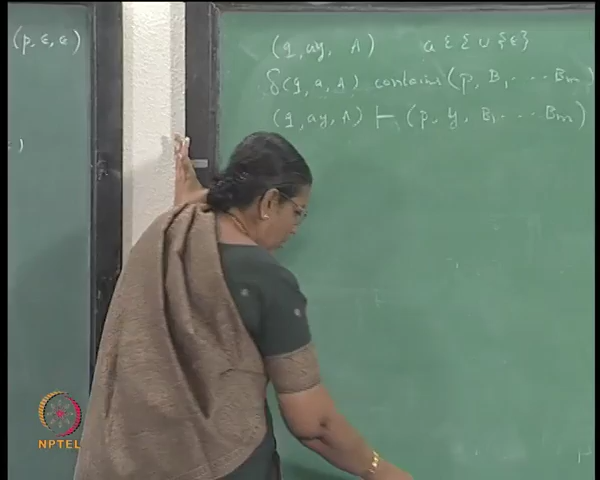 (p, ϵ, ϵ)
(q, ay, A) a ∈ Σ ∪ {ϵ}
δ(q, a, A) contains (p, B₁ ... Bₘ)
(q, ay, A) ⊢ (p, y, B₁ ... Bₘ)
NPTEL